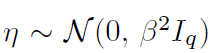 η ∼ 𝒩(0, β²I_q)